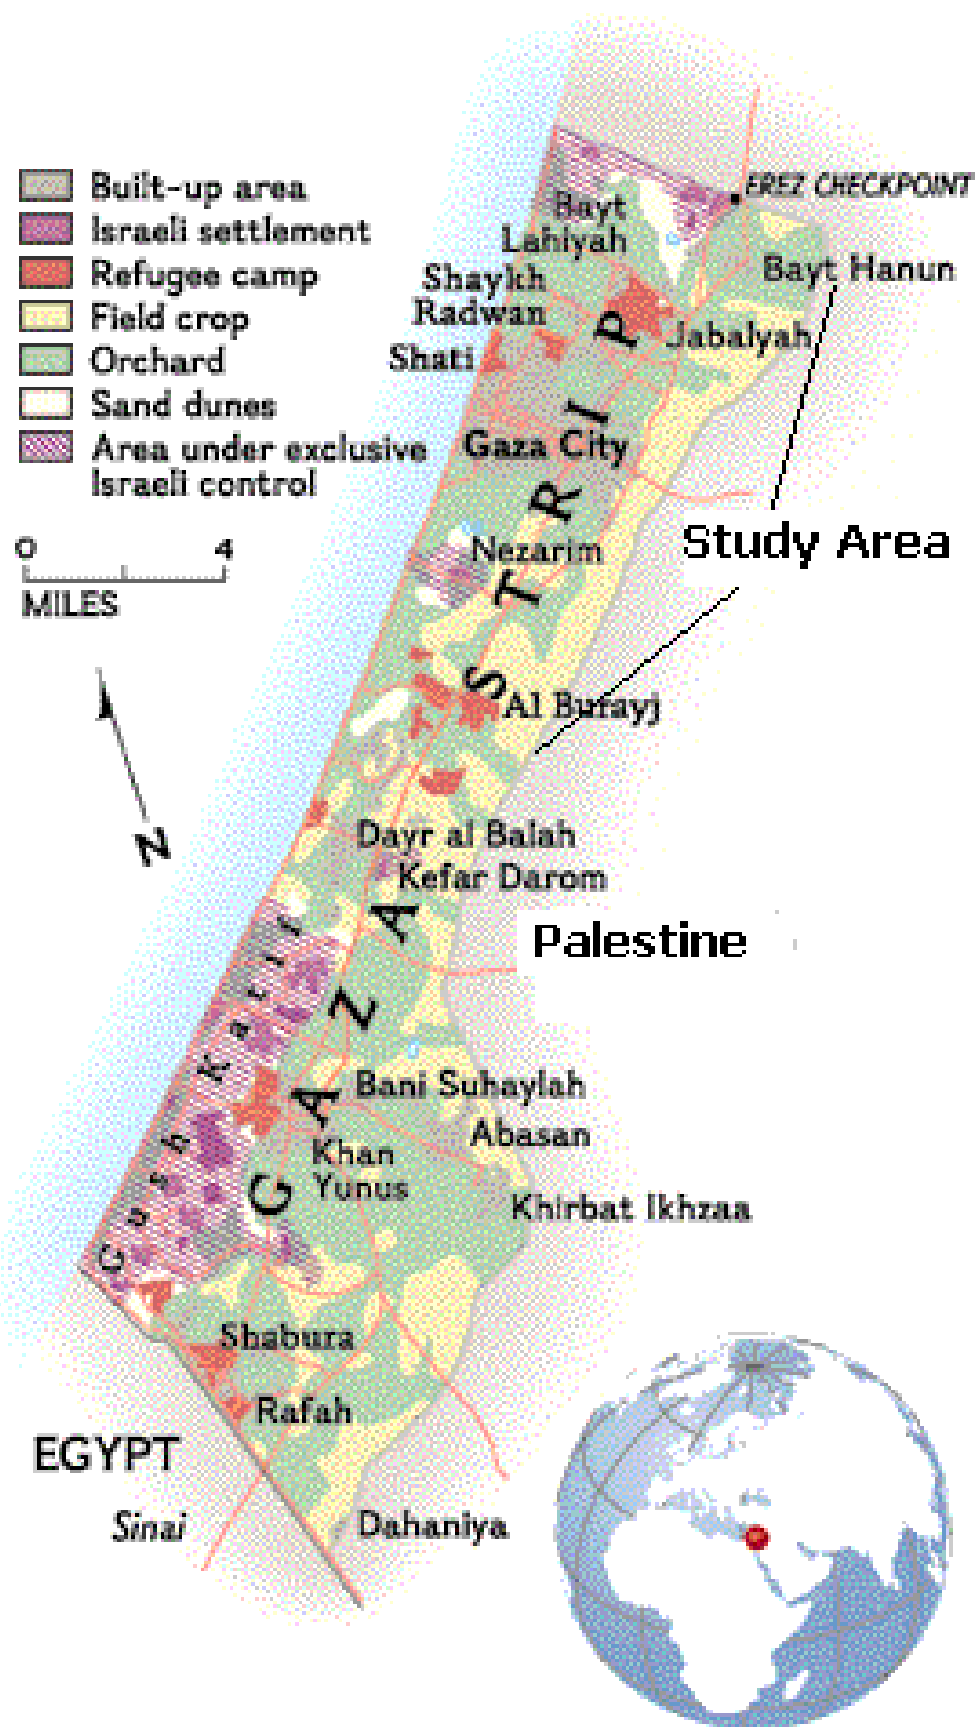 Built-up area
Israeli settlement
Refugee camp
Field crop
Orchard
Sand dunes
Area under exclusive
Israeli control
0 4
MILES
N
EREZ CHECKPOINT
Bayt
Lahiyah
Bayt Hanun
Shaykh
Radwan
Jabalyah
Shati
Gaza City
Study Area
Nezarim
Al Burayj
Dayr al Balah
Kefar Darom
Palestine
GAZA STRIP
Gush Katif
Bani Suhaylah
Abasan
Khan
Yunus
Khirbat Ikhzaa
Shabura
Rafah
EGYPT
Sinai
Dahaniya